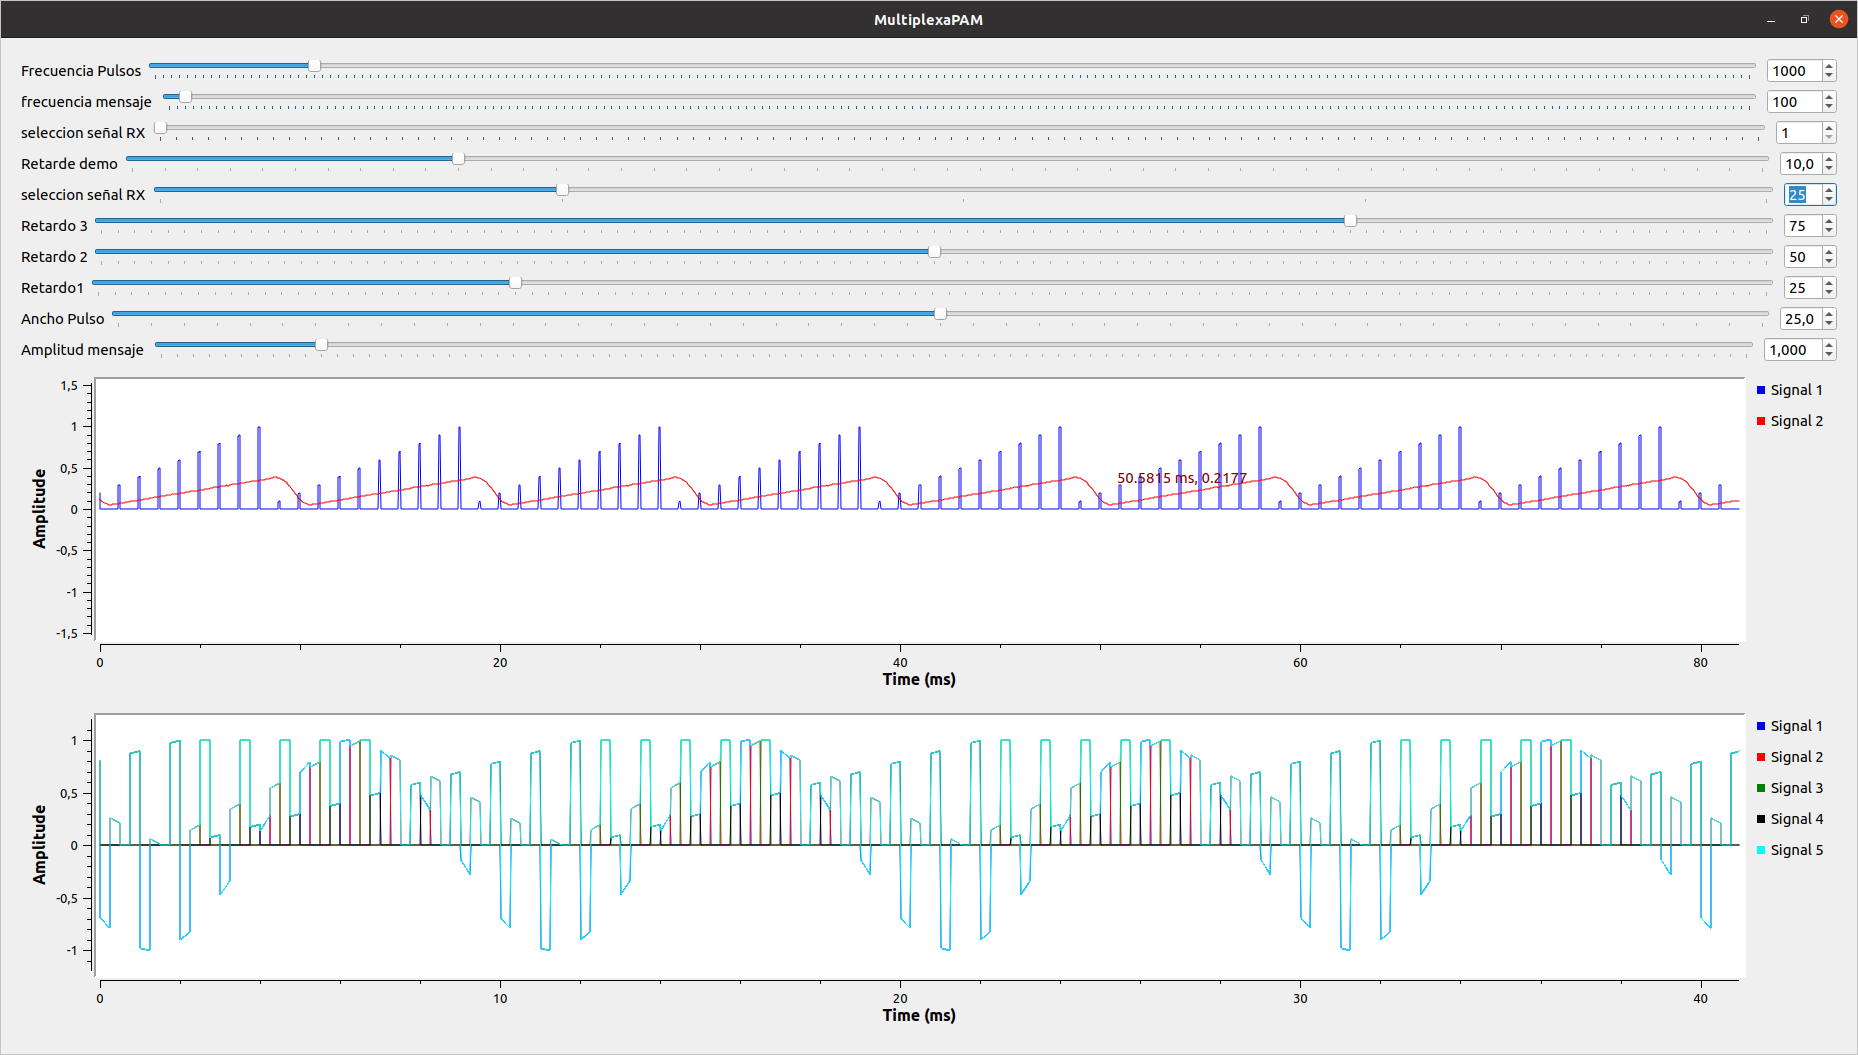 MultiplexaPAM
Frecuencia Pulsos 1000
frecuencia mensaje 100
seleccion señal RX 1
Retarde demo 10,0
seleccion señal RX 25
Retardo 3 75
Retardo 2 50
Retardo1 25
Ancho Pulso 25,0
Amplitud mensaje 1,000
1,5
1
0,5
0
-0,5
-1
-1,5
Amplitude
50.5815 ms, 0.2177
Signal 1
Signal 2
0 20 40 60 80
Time (ms)
1
0,5
0
-0,5
-1
Amplitude
Signal 1
Signal 2
Signal 3
Signal 4
Signal 5
0 10 20 30 40
Time (ms)